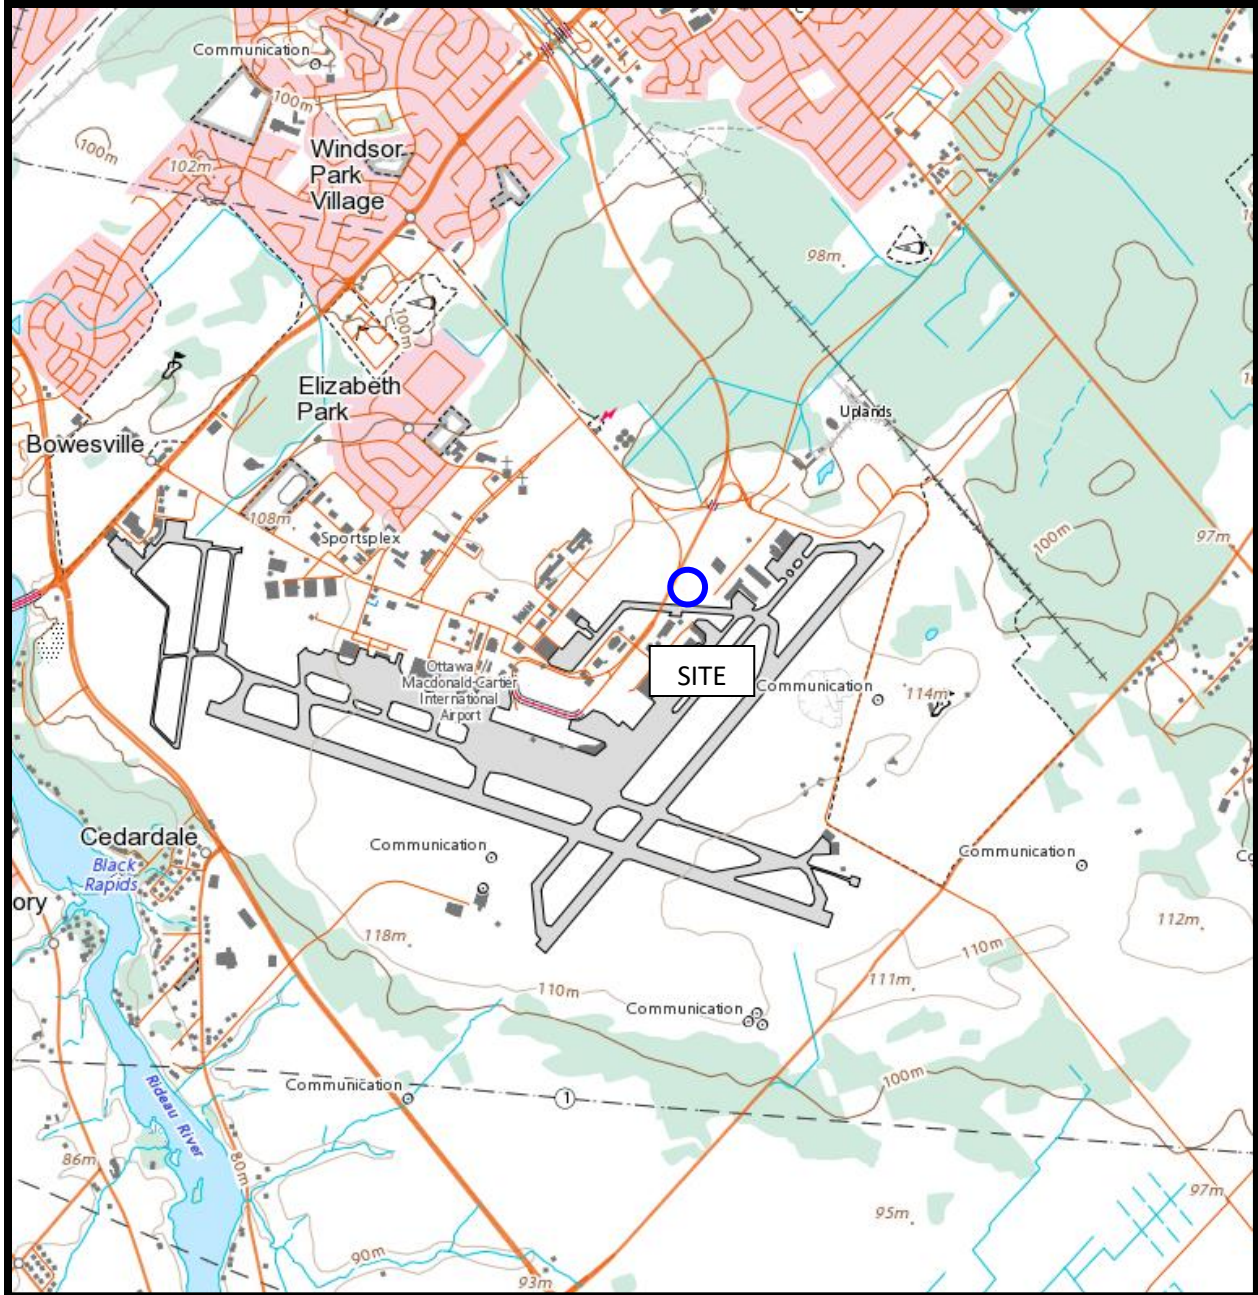 Communication
100m
Windsor
Park
Village
100m
102m
98m
100m
Elizabeth
Park
Uplands
Bowesville
108m
Sportsplex
100m
97m
SITE
Ottawa
Macdonald-Cartier
International
Airport
Communication
114m
Cedardale
Black
Rapids
Communication
Communication
ory
118m
112m
110m
111m
110m
Communication
100m
Communication
1
Rideau River
86m
80m
97m
95m
90m
93m